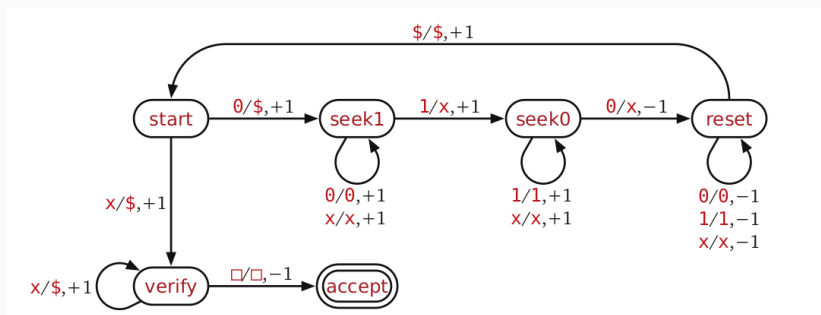 $/$,+1
start
0/$,+1
seek1
1/x,+1
seek0
0/x,−1
reset
0/0,+1
x/x,+1
1/1,+1
x/x,+1
0/0,−1
1/1,−1
x/x,−1
x/$,+1
x/$,+1
verify
□/□,−1
accept